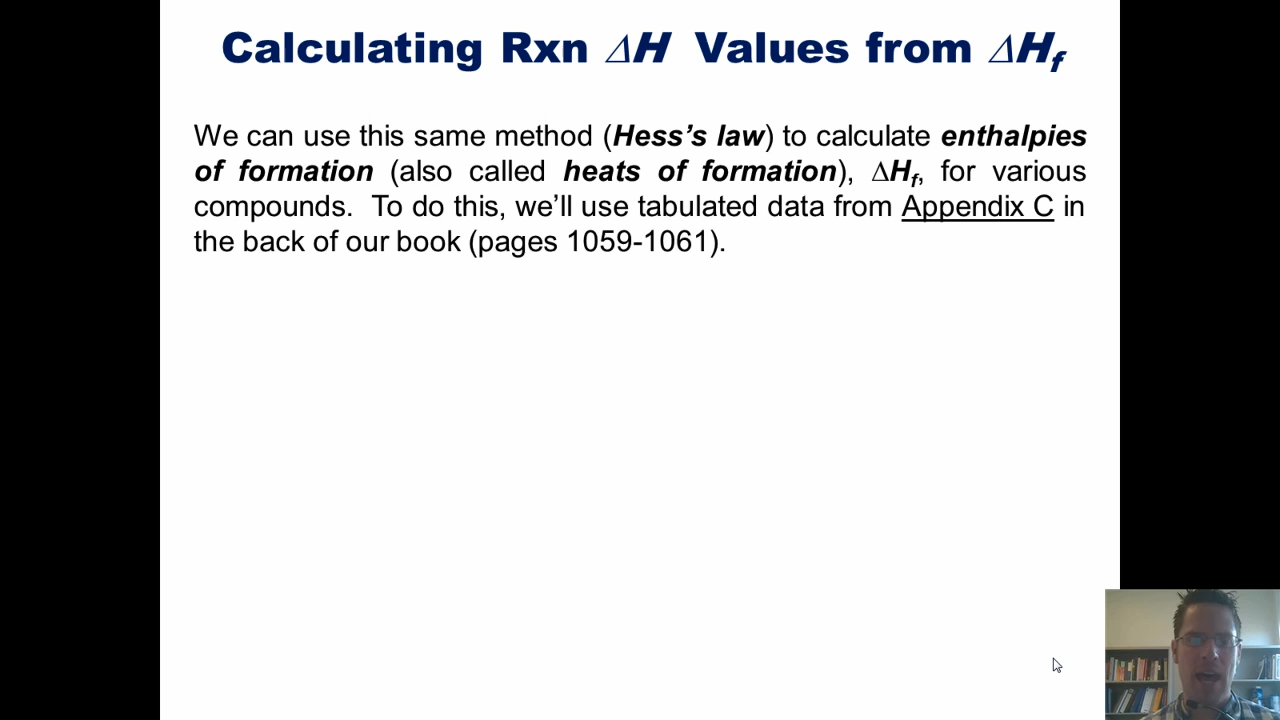 Calculating Rxn ΔH Values from ΔHf
We can use this same method (Hess’s law) to calculate enthalpies
of formation (also called heats of formation), ΔHf, for various
compounds. To do this, we’ll use tabulated data from Appendix C in
the back of our book (pages 1059-1061).